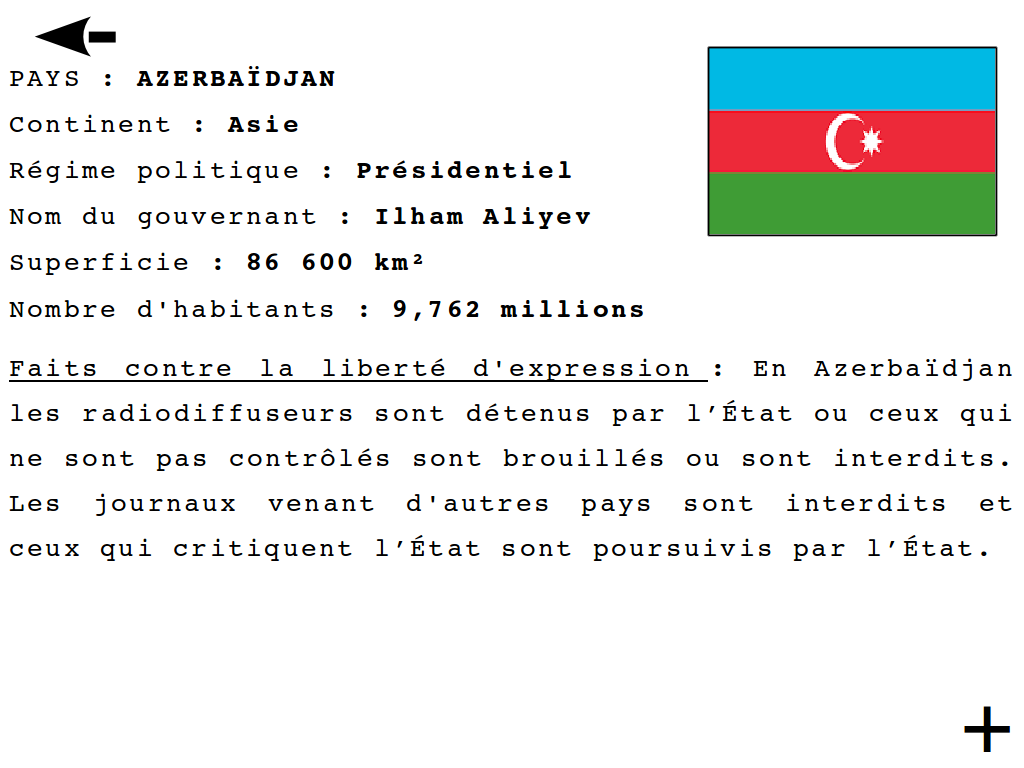 PAYS : AZERBAÏDJAN
Continent : Asie
Régime politique : Présidentiel
Nom du gouvernant : Ilham Aliyev
Superficie : 86 600 km²
Nombre d'habitants : 9,762 millions
Faits contre la liberté d'expression : En Azerbaïdjan
les radiodiffuseurs sont détenus par l’État ou ceux qui
ne sont pas contrôlés sont brouillés ou sont interdits.
Les journaux venant d'autres pays sont interdits et
ceux qui critiquent l’État sont poursuivis par l’État.